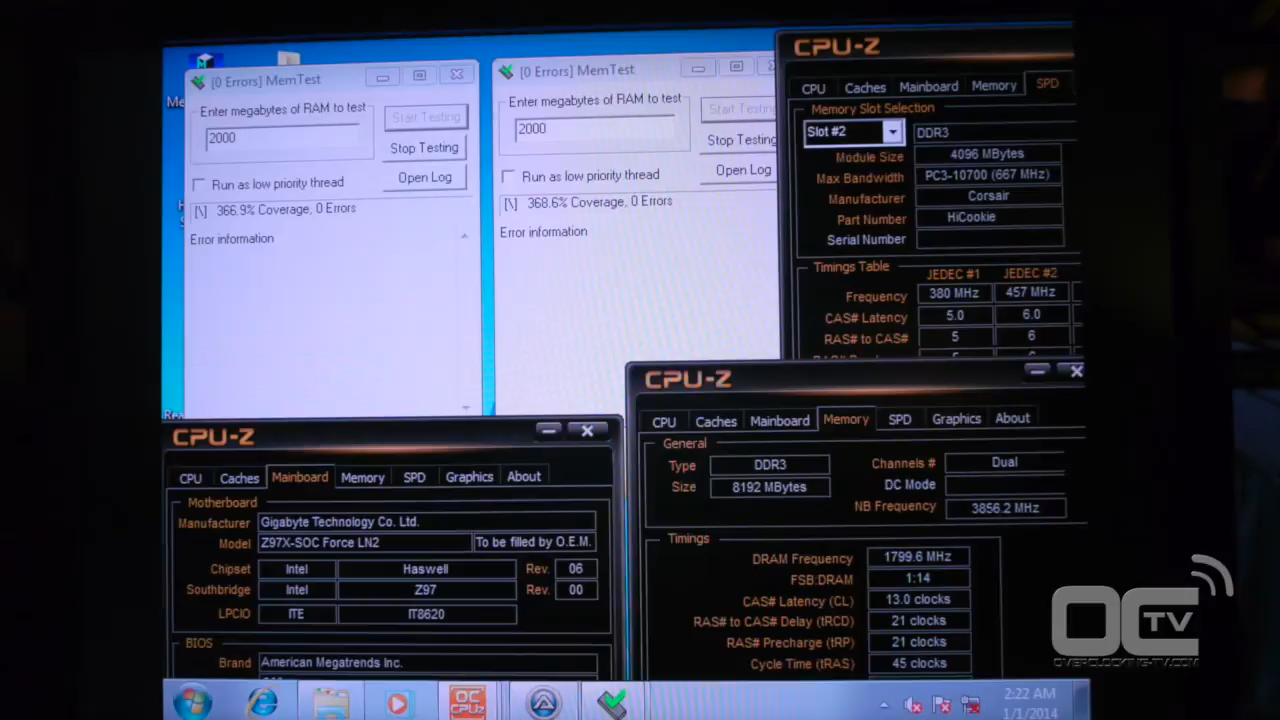 [0 Errors] MemTest
Enter megabytes of RAM to test
2000
Start Testing
Stop Testing
Run as low priority thread
Open Log
[\] 366.9% Coverage, 0 Errors
Error information
[0 Errors] MemTest
Enter megabytes of RAM to test
2000
Start Testing
Stop Testing
Run as low priority thread
Open Log
[\] 368.6% Coverage, 0 Errors
Error information
CPU-Z
CPU Caches Mainboard Memory SPD
Memory Slot Selection
Slot #2 DDR3
Module Size 4096 MBytes
Max Bandwidth PC3-10700 (667 MHz)
Manufacturer Corsair
Part Number HiCookie
Serial Number
Timings Table JEDEC #1 JEDEC #2
Frequency 380 MHz 457 MHz
CAS# Latency 5.0 6.0
RAS# to CAS# 5 6
CPU-Z
CPU Caches Mainboard Memory SPD Graphics About
Motherboard
Manufacturer Gigabyte Technology Co. Ltd.
Model Z97X-SOC Force LN2 To be filled by O.E.M.
Chipset Intel Haswell Rev. 06
Southbridge Intel Z97 Rev. 00
LPCIO ITE IT8620
BIOS
Brand American Megatrends Inc.
CPU-Z
CPU Caches Mainboard Memory SPD Graphics About
General
Type DDR3 Channels # Dual
Size 8192 MBytes DC Mode
NB Frequency 3856.2 MHz
Timings
DRAM Frequency 1799.6 MHz
FSB:DRAM 1:14
CAS# Latency (CL) 13.0 clocks
RAS# to CAS# Delay (tRCD) 21 clocks
RAS# Precharge (tRP) 21 clocks
Cycle Time (tRAS) 45 clocks
OC CPUz
2:22 AM
1/1/2014
OC TV
OVERCLOCKING-TV.COM